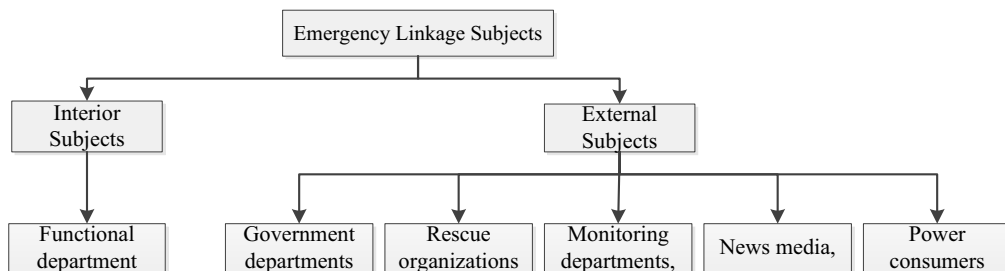 Emergency Linkage Subjects
Interior
Subjects
External
Subjects
Functional
department
Government
departments
Rescue
organizations
Monitoring
departments,
News media,
Power
consumers